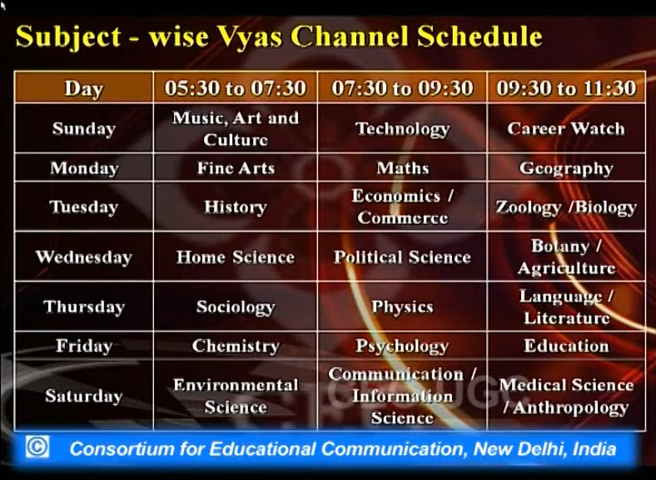 Subject - wise Vyas Channel Schedule
Day 05:30 to 07:30 07:30 to 09:30 09:30 to 11:30
Sunday Music, Art and Culture Technology Career Watch
Monday Fine Arts Maths Geography
Tuesday History Economics / Commerce Zoology /Biology
Wednesday Home Science Political Science Botany / Agriculture
Thursday Sociology Physics Language / Literature
Friday Chemistry Psychology Education
Saturday Environmental Science Communication / Information Science Medical Science / Anthropology
© Consortium for Educational Communication, New Delhi, India